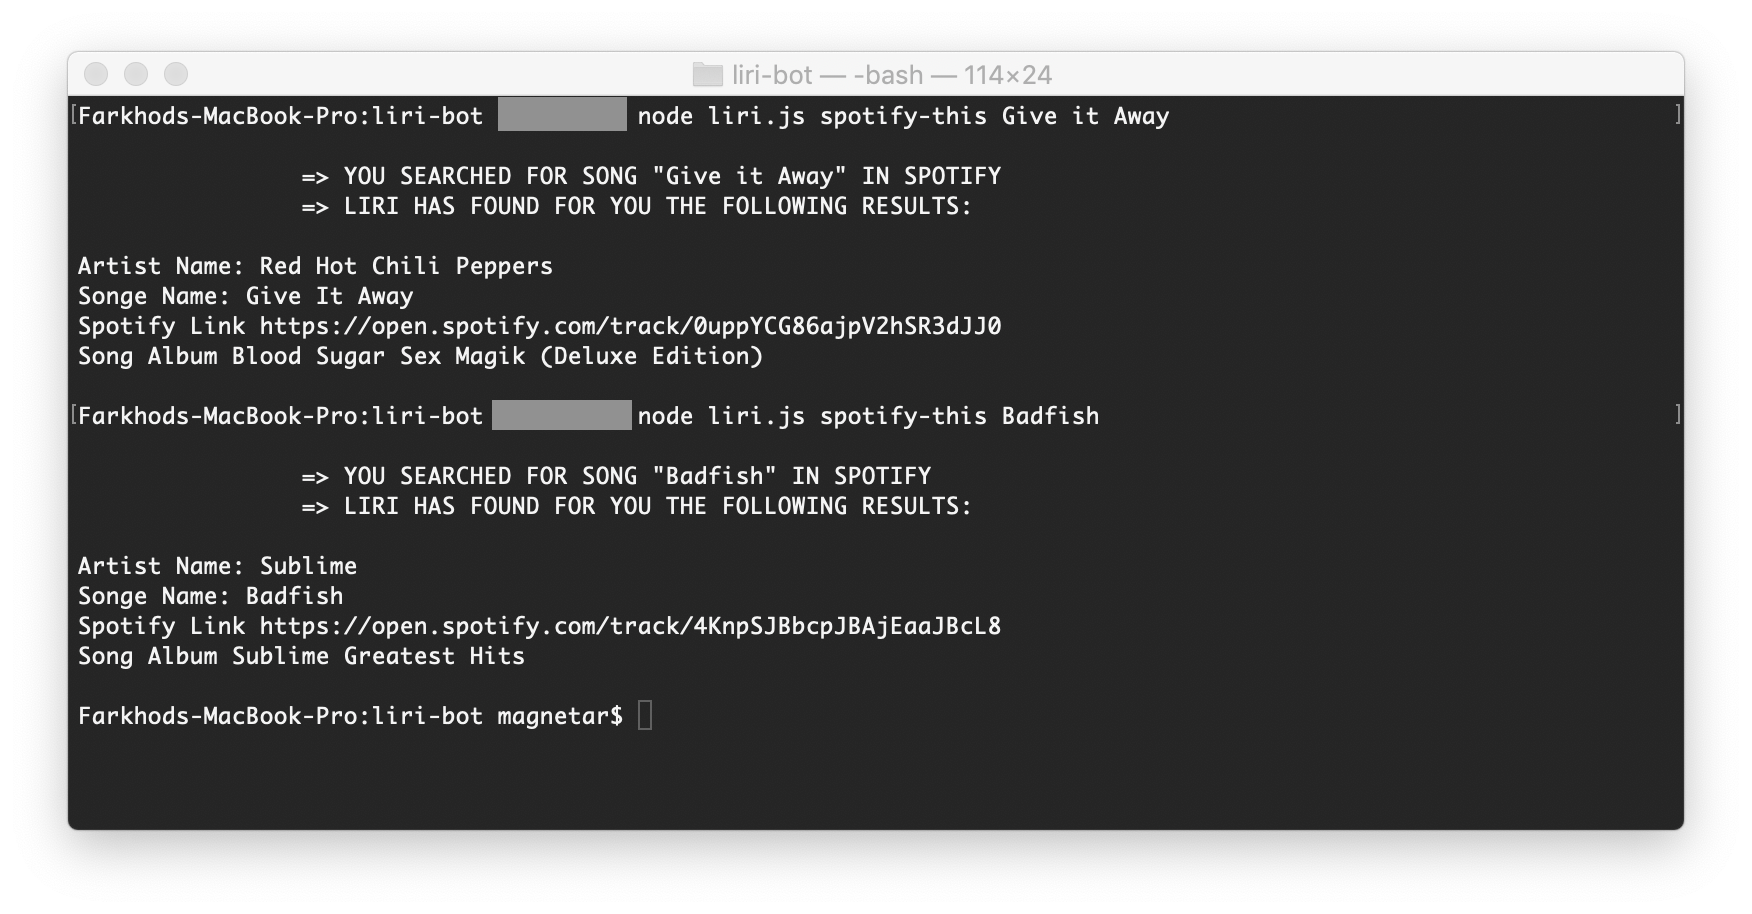 liri-bot — -bash — 114×24
[Farkhods-MacBook-Pro:liri-bot node liri.js spotify-this Give it Away ]
=> YOU SEARCHED FOR SONG "Give it Away" IN SPOTIFY
=> LIRI HAS FOUND FOR YOU THE FOLLOWING RESULTS:
Artist Name: Red Hot Chili Peppers
Songe Name: Give It Away
Spotify Link https://open.spotify.com/track/0uppYCG86ajpV2hSR3dJJ0
Song Album Blood Sugar Sex Magik (Deluxe Edition)
[Farkhods-MacBook-Pro:liri-bot node liri.js spotify-this Badfish ]
=> YOU SEARCHED FOR SONG "Badfish" IN SPOTIFY
=> LIRI HAS FOUND FOR YOU THE FOLLOWING RESULTS:
Artist Name: Sublime
Songe Name: Badfish
Spotify Link https://open.spotify.com/track/4KnpSJBbcpJBAjEaaJBcL8
Song Album Sublime Greatest Hits
Farkhods-MacBook-Pro:liri-bot magnetar$